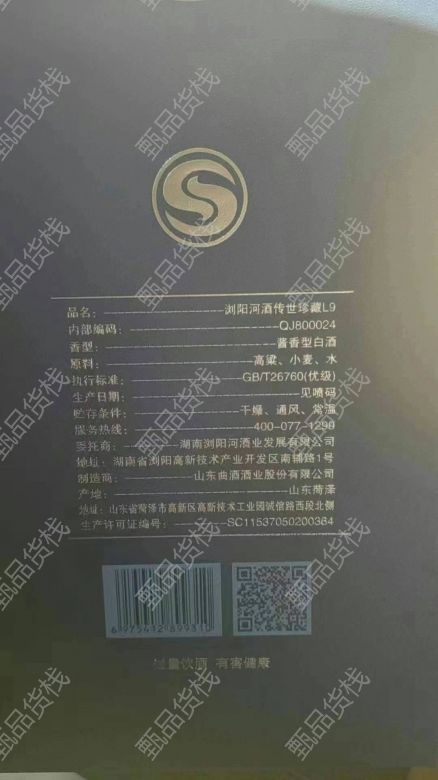 品名：浏阳河酒传世珍藏L9
内部编码：QJ800024
香型：酱香型白酒
原料：高粱、小麦、水
执行标准：GB/T26760(优级)
生产日期：见喷码
贮存条件：干燥、通风、常温
服务热线：400-077-1299
委托商：湖南浏阳河酒业发展有限公司
地址：湖南省浏阳高新技术产业开发区南铺路1号
制造商：山东曲酒酒业股份有限公司
产地：山东菏泽
地址：山东省菏泽市高新区高新技术工业园诚信路西段北侧
生产许可证编号：SC11537050200364
过量饮酒 有害健康
甄品货栈